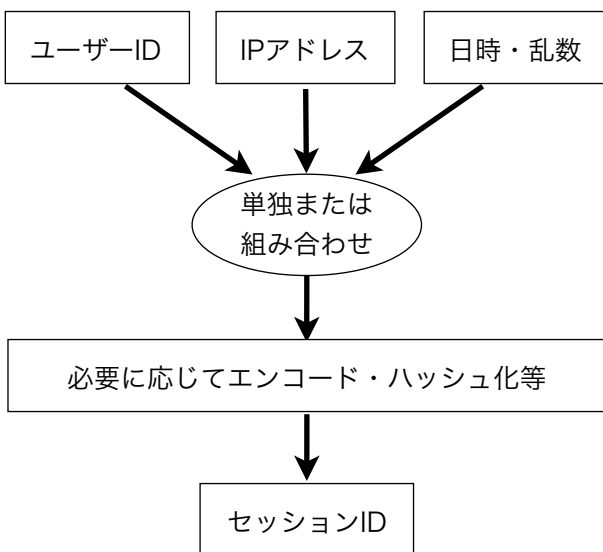 ユーザーID
IPアドレス
日時・乱数
単独または
組み合わせ
必要に応じてエンコード・ハッシュ化等
セッションID